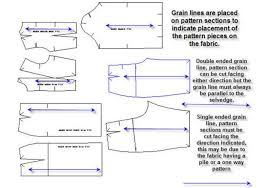 Grain lines are placed
on pattern sections to
indicate placement of
the pattern pieces on
the fabric.
Double ended grain
line, pattern section
can be cut facing
either direction but the
grain line must always
be parallel to the
selvedge.
Single ended grain
line, pattern
sections must be
cut facing the
direction indicated,
this may be due to
the fabric having a
pile or a one way
pattern